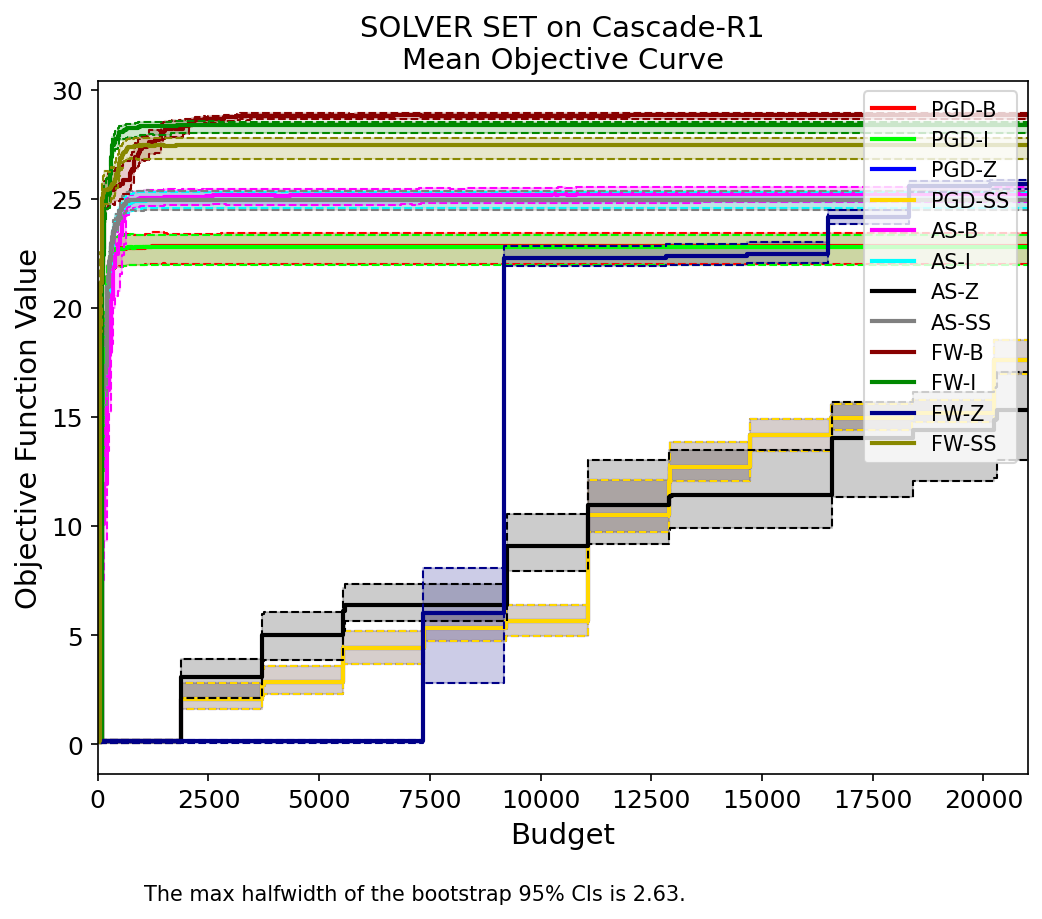 SOLVER SET on Cascade-R1
Mean Objective Curve
Objective Function Value
30
25
20
15
10
5
0
PGD-B
PGD-I
PGD-Z
PGD-SS
AS-B
AS-I
AS-Z
AS-SS
FW-B
FW-I
FW-Z
FW-SS
0
2500
5000
7500
10000
12500
15000
17500
20000
Budget
The max halfwidth of the bootstrap 95% CIs is 2.63.